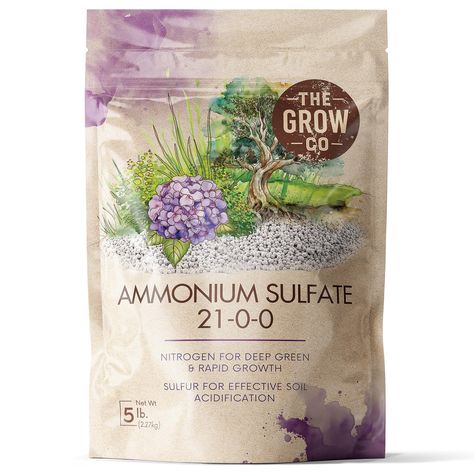 THE
GROW
CO
AMMONIUM SULFATE
21-0-0
NITROGEN FOR DEEP GREEN
& RAPID GROWTH
SULFUR FOR EFFECTIVE SOIL
ACIDIFICATION
Net Wt
5 lb.
(2.27kg)